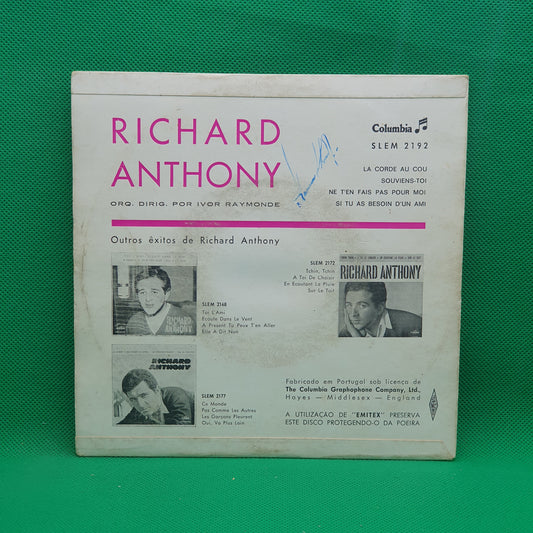 RICHARD
ANTHONY
ORQ. DIRIG. POR IVOR RAYMONDE
Columbia
SLEM 2192
LA CORDE AU COU
SOUVIENS-TOI
NE T'EN FAIS PAS POUR MOI
SI TU AS BESOIN D'UN AMI
Outros êxitos de Richard Anthony
RICHARD
ANTHONY
SLEM 2168
Toi L'Ami
Ecoute Dans Le Vent
A Present Tu Peux T'en Aller
Elle A Dit Non
SLEM 2172
Tchin, Tchin
A Toi De Choisir
En Ecoutant La Pluie
Sur Le Toit
RICHARD ANTHONY
RICHARD
ANTHONY
SLEM 2177
Ce Monde
Pas Comme Les Autres
Les Garçons Pleurent
Oui, Va Plus Loin
Fabricado em Portugal sob licença de
The Columbia Graphophone Company, Ltd.,
Hayes — Middlesex — England
A UTILIZAÇAO DE "EMITEX" PRESERVA
ESTE DISCO PROTEGENDO-O DA POEIRA